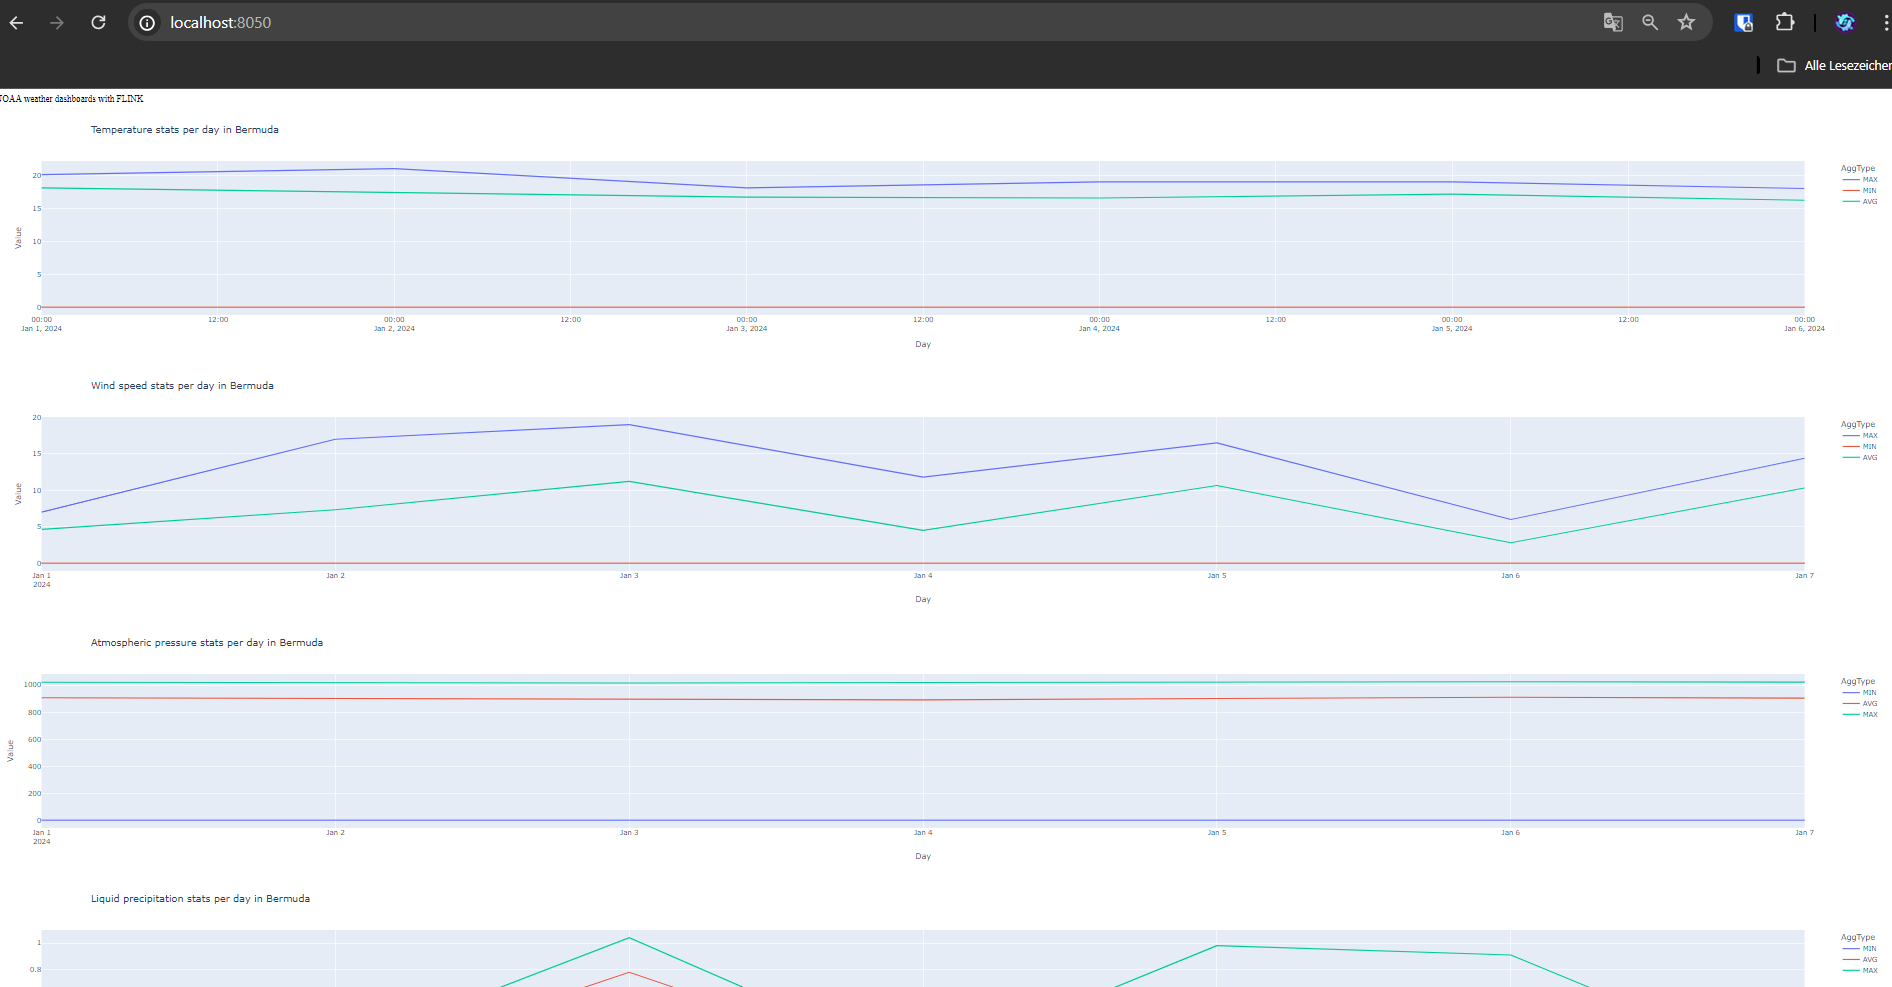 localhost:8050
Alle Lesezeichen
NOAA weather dashboards with FLINK
Temperature stats per day in Bermuda
AggType
MAX
MIN
AVG
Value
20
15
10
5
0
00:00 12:00 00:00 12:00 00:00 12:00 00:00 12:00 00:00 12:00 00:00
Jan 1, 2024 Jan 2, 2024 Jan 3, 2024 Jan 4, 2024 Jan 5, 2024 Jan 6, 2024
Day
Wind speed stats per day in Bermuda
AggType
MAX
MIN
AVG
Value
20
15
10
5
0
Jan 1 Jan 2 Jan 3 Jan 4 Jan 5 Jan 6 Jan 7
2024
Day
Atmospheric pressure stats per day in Bermuda
AggType
MIN
AVG
MAX
Value
1000
800
600
400
200
0
Jan 1 Jan 2 Jan 3 Jan 4 Jan 5 Jan 6 Jan 7
2024
Day
Liquid precipitation stats per day in Bermuda
AggType
MIN
AVG
MAX
1
0.8